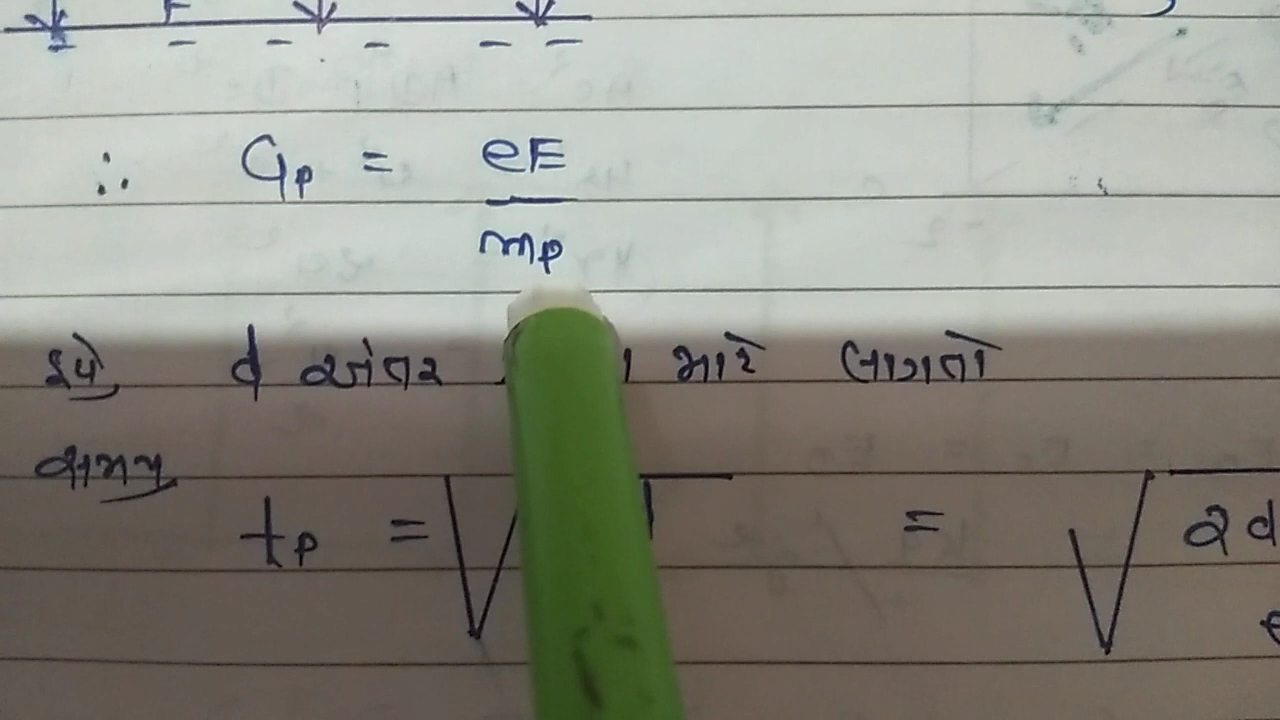 ∴ ap = eE / mp
હવે, d અંતર માટે લાગતો
સમય
tp = √ = √ 2d